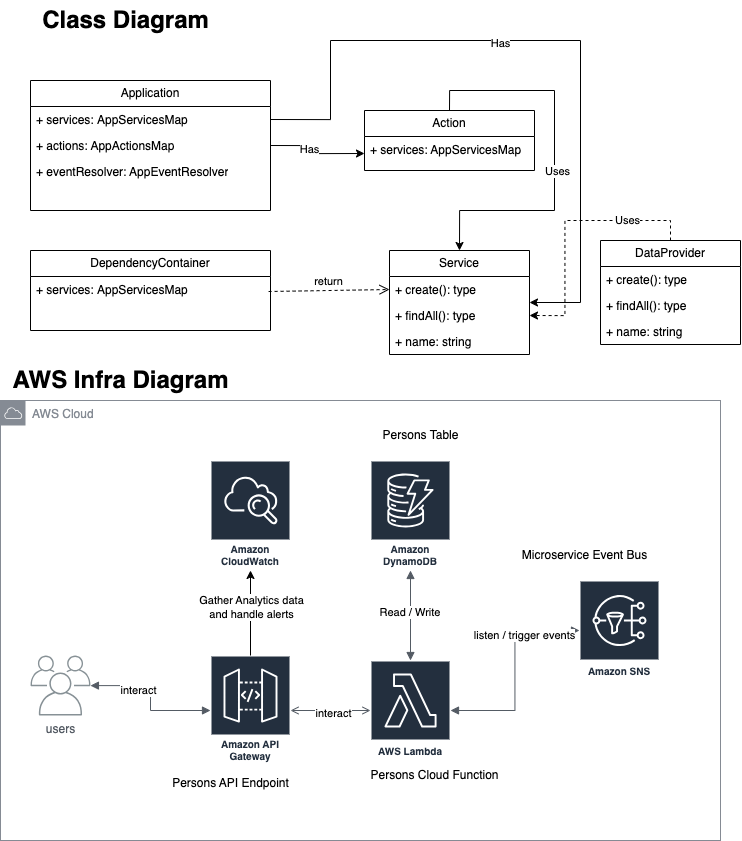 Class Diagram
Has
Application
+ services: AppServicesMap
+ actions: AppActionsMap
+ eventResolver: AppEventResolver
Has
Action
+ services: AppServicesMap
Uses
Uses
DependencyContainer
+ services: AppServicesMap
return
Service
+ create(): type
+ findAll(): type
+ name: string
DataProvider
+ create(): type
+ findAll(): type
+ name: string
AWS Infra Diagram
AWS Cloud
Persons Table
Amazon
CloudWatch
Amazon
DynamoDB
Microservice Event Bus
Gather Analytics data
and handle alerts
Read / Write
listen / trigger events
Amazon SNS
interact
users
</>
Amazon API
Gateway
interact
AWS Lambda
Persons API Endpoint
Persons Cloud Function